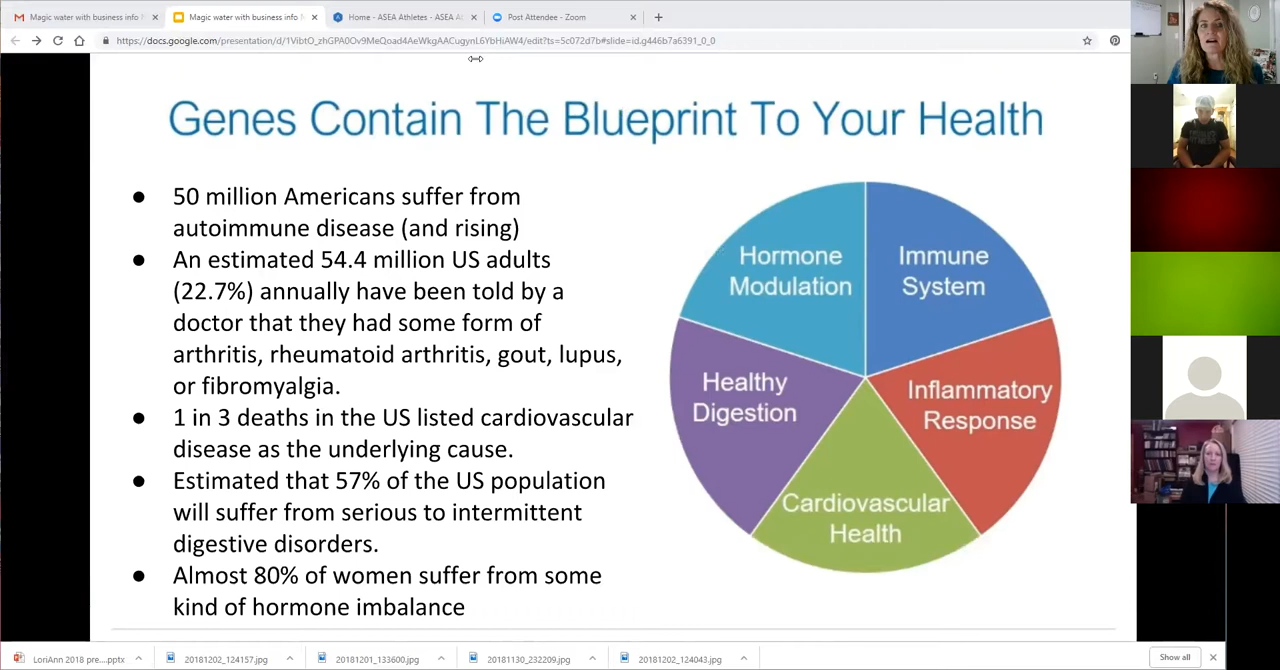 Magic water with business info
Magic water with business info
Home - ASEA Athletes - ASEA A
Post Attendee - Zoom
https://docs.google.com/presentation/d/1VibtO_zhGPA0Ov9MeQoad4AeWkgAACugynL6YbHiAW4/edit?ts=5c072d7b#slide=id.g446b7a6391_0_0
Genes Contain The Blueprint To Your Health
● 50 million Americans suffer from
autoimmune disease (and rising)
● An estimated 54.4 million US adults
(22.7%) annually have been told by a
doctor that they had some form of
arthritis, rheumatoid arthritis, gout, lupus,
or fibromyalgia.
● 1 in 3 deaths in the US listed cardiovascular
disease as the underlying cause.
● Estimated that 57% of the US population
will suffer from serious to intermittent
digestive disorders.
● Almost 80% of women suffer from some
kind of hormone imbalance
Hormone
Modulation
Immune
System
Healthy
Digestion
Inflammatory
Response
Cardiovascular
Health
LoriAnn 2018 pre....pptx
20181202_124157.jpg
20181201_133600.jpg
20181130_232209.jpg
20181202_124043.jpg
Show all